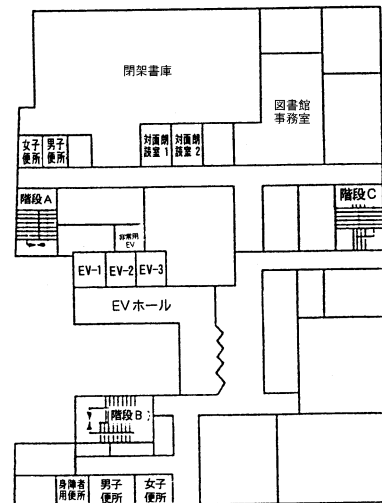 閉架書庫
図書館
事務室
女子
便所
男子
便所
対面朗
読室1
対面朗
読室2
階段A
階段C
非常用
EV
EV-1
EV-2
EV-3
EVホール
階段B
身障者
用便所
男子
便所
女子
便所